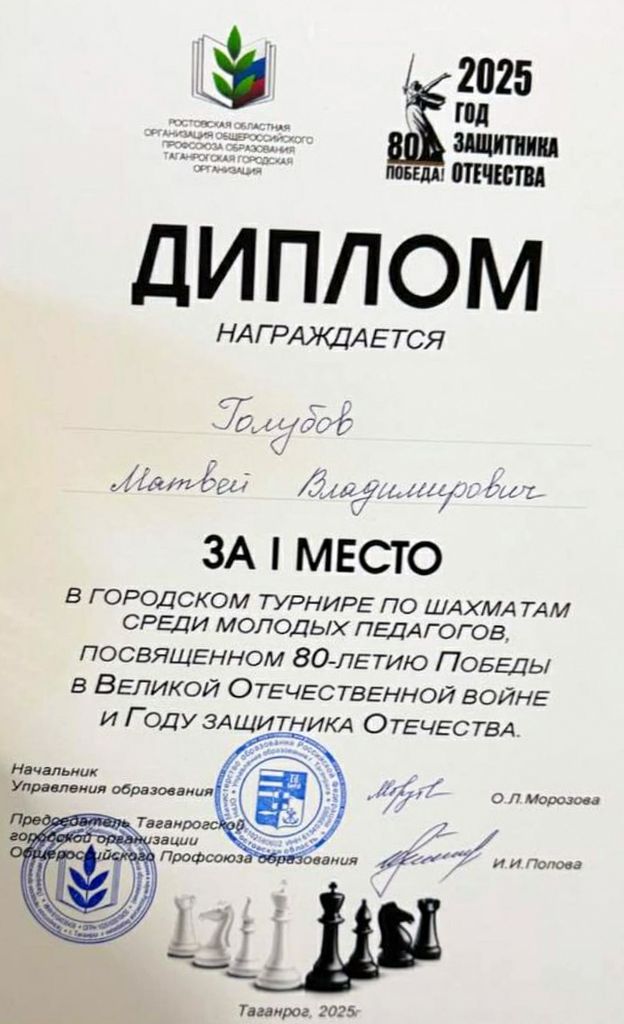 РОСТОВСКАЯ ОБЛАСТНАЯ
ОРГАНИЗАЦИЯ ОБЩЕРОССИЙСКОГО
ПРОФСОЮЗА ОБРАЗОВАНИЯ
ТАГАНРОГСКАЯ ГОРОДСКАЯ
ОРГАНИЗАЦИЯ
80
ПОБЕДА!
2025
ГОД
ЗАЩИТНИКА
ОТЕЧЕСТВА
ДИПЛОМ
НАГРАЖДАЕТСЯ
Голубов
Матвей Владимирович
ЗА I МЕСТО
В ГОРОДСКОМ ТУРНИРЕ ПО ШАХМАТАМ
СРЕДИ МОЛОДЫХ ПЕДАГОГОВ,
ПОСВЯЩЕННОМ 80-ЛЕТИЮ ПОБЕДЫ
В ВЕЛИКОЙ ОТЕЧЕСТВЕННОЙ ВОЙНЕ
И ГОДУ ЗАЩИТНИКА ОТЕЧЕСТВА.
Начальник
Управления образования
О.Л.Морозова
Председатель Таганрогской
городской организации
Общероссийского Профсоюза образования
И.И.Попова
Таганрог, 2025г